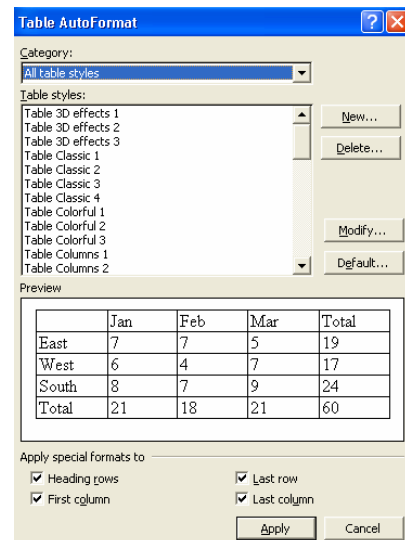 Table AutoFormat
Category:
All table styles
Table styles:
Table 3D effects 1
Table 3D effects 2
Table 3D effects 3
Table Classic 1
Table Classic 2
Table Classic 3
Table Classic 4
Table Colorful 1
Table Colorful 2
Table Colorful 3
Table Columns 1
Table Columns 2
New...
Delete...
Modify...
Default...
Preview
Jan Feb Mar Total
East 7 7 5 19
West 6 4 7 17
South 8 7 9 24
Total 21 18 21 60
Apply special formats to
Heading rows Last row
First column Last column
Apply Cancel